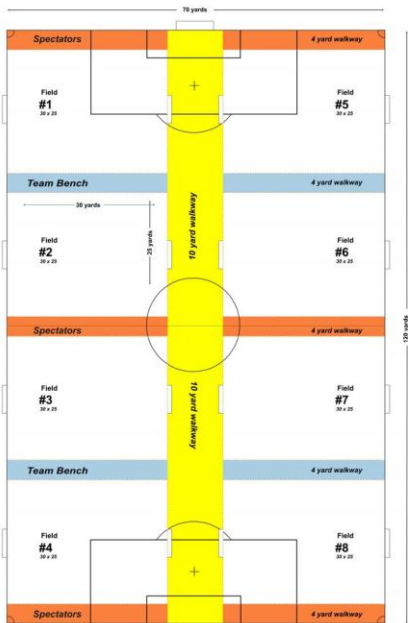 70 yards
Spectators
4 yard walkway
Field
#1
30 x 25
Field
#5
30 x 25
Team Bench
4 yard walkway
30 yards
25 yards
10 yard walkway
Field
#2
30 x 25
Field
#6
30 x 25
Spectators
4 yard walkway
120 yards
Field
#3
30 x 25
10 yard walkway
Field
#7
30 x 25
Team Bench
4 yard walkway
Field
#4
30 x 25
Field
#8
30 x 25
Spectators
4 yard walkway